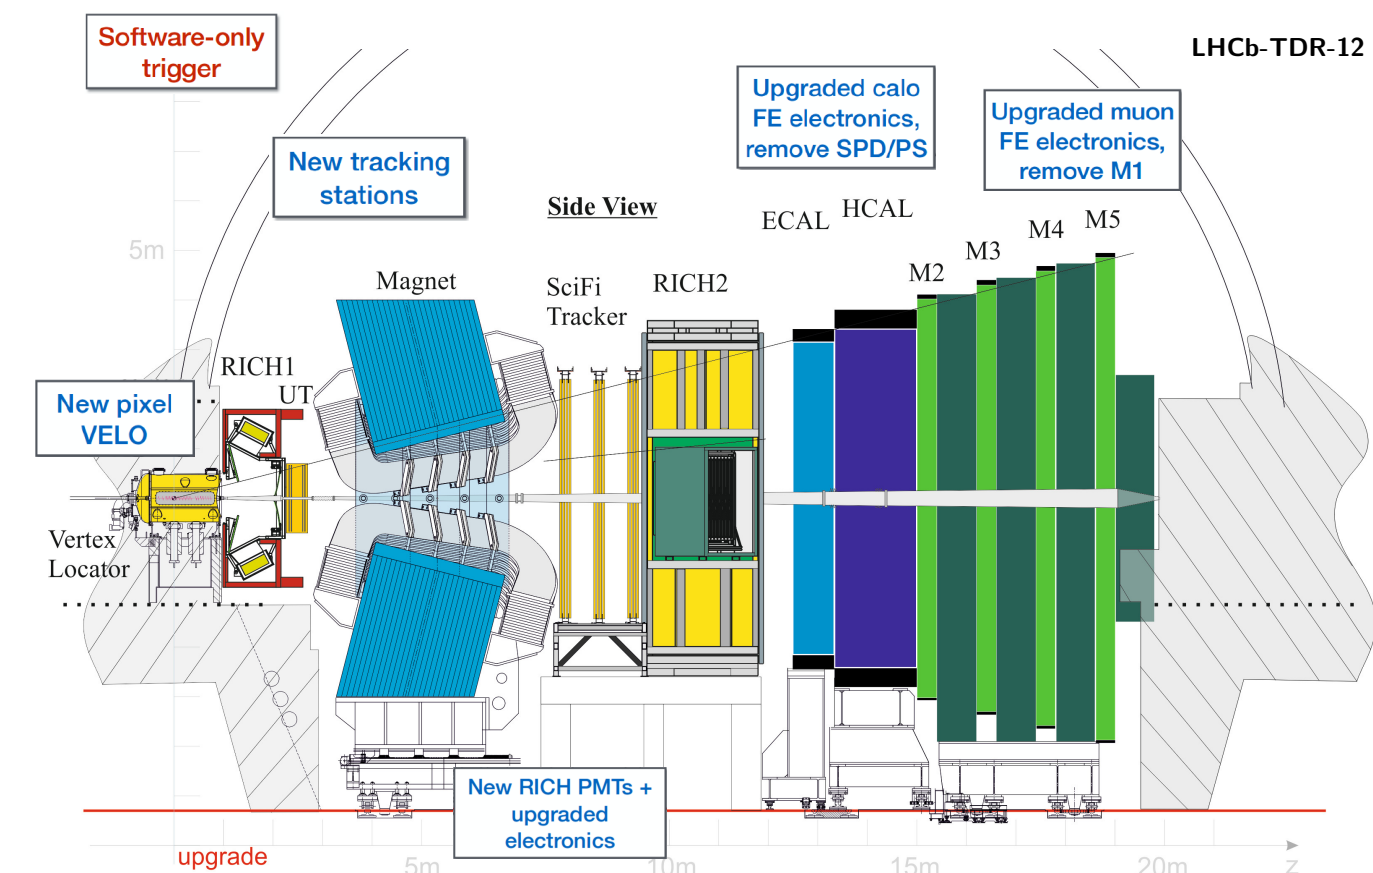 Software-only
trigger
LHCb-TDR-12
Upgraded calo
FE electronics,
remove SPD/PS
Upgraded muon
FE electronics,
remove M1
New tracking
stations
Side View
ECAL
HCAL
M2
M3
M4
M5
5m
Magnet
SciFi
Tracker
RICH2
RICH1
UT
New pixel
VELO
Vertex
Locator
New RICH PMTs +
upgraded
electronics
upgrade
5m
10m
15m
20m
z